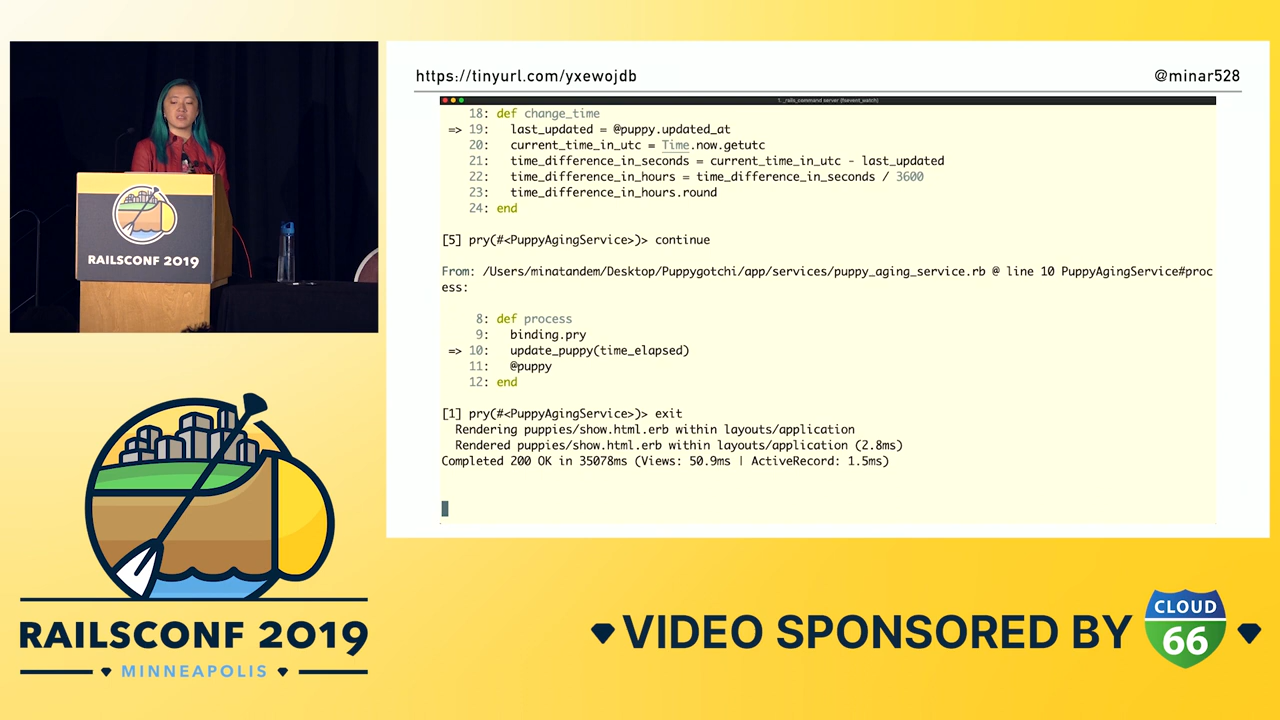 https://tinyurl.com/yxewojdb
@minar528
1. _rails_command server (fsevent_watch)
18: def change_time
=> 19: last_updated = @puppy.updated_at
20: current_time_in_utc = Time.now.getutc
21: time_difference_in_seconds = current_time_in_utc - last_updated
22: time_difference_in_hours = time_difference_in_seconds / 3600
23: time_difference_in_hours.round
24: end
[5] pry(#<PuppyAgingService>)> continue
From: /Users/minatandem/Desktop/Puppygotchi/app/services/puppy_aging_service.rb @ line 10 PuppyAgingService#proc
ess:
8: def process
9: binding.pry
=> 10: update_puppy(time_elapsed)
11: @puppy
12: end
[1] pry(#<PuppyAgingService>)> exit
Rendering puppies/show.html.erb within layouts/application
Rendered puppies/show.html.erb within layouts/application (2.8ms)
Completed 200 OK in 35078ms (Views: 50.9ms | ActiveRecord: 1.5ms)
RAILSCONF 2019
RAILSCONF 2019
MINNEAPOLIS
VIDEO SPONSORED BY
CLOUD
66